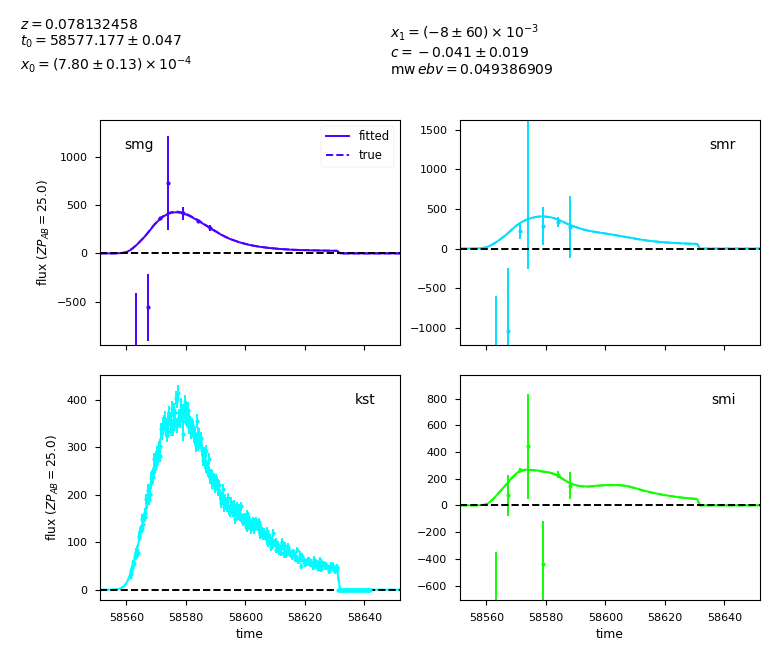 z = 0.078132458
t₀ = 58577.177 ± 0.047
x₀ = (7.80 ± 0.13) × 10⁻⁴
x₁ = (−8 ± 60) × 10⁻³
c = −0.041 ± 0.019
mw ebv = 0.049386909
smg
fitted
true
1000
500
0
−500
flux (ZP_AB = 25.0)
smr
1500
1000
500
0
−500
−1000
kst
400
300
200
100
0
flux (ZP_AB = 25.0)
58560 58580 58600 58620 58640
time
smi
800
600
400
200
0
−200
−400
−600
58560 58580 58600 58620 58640
time